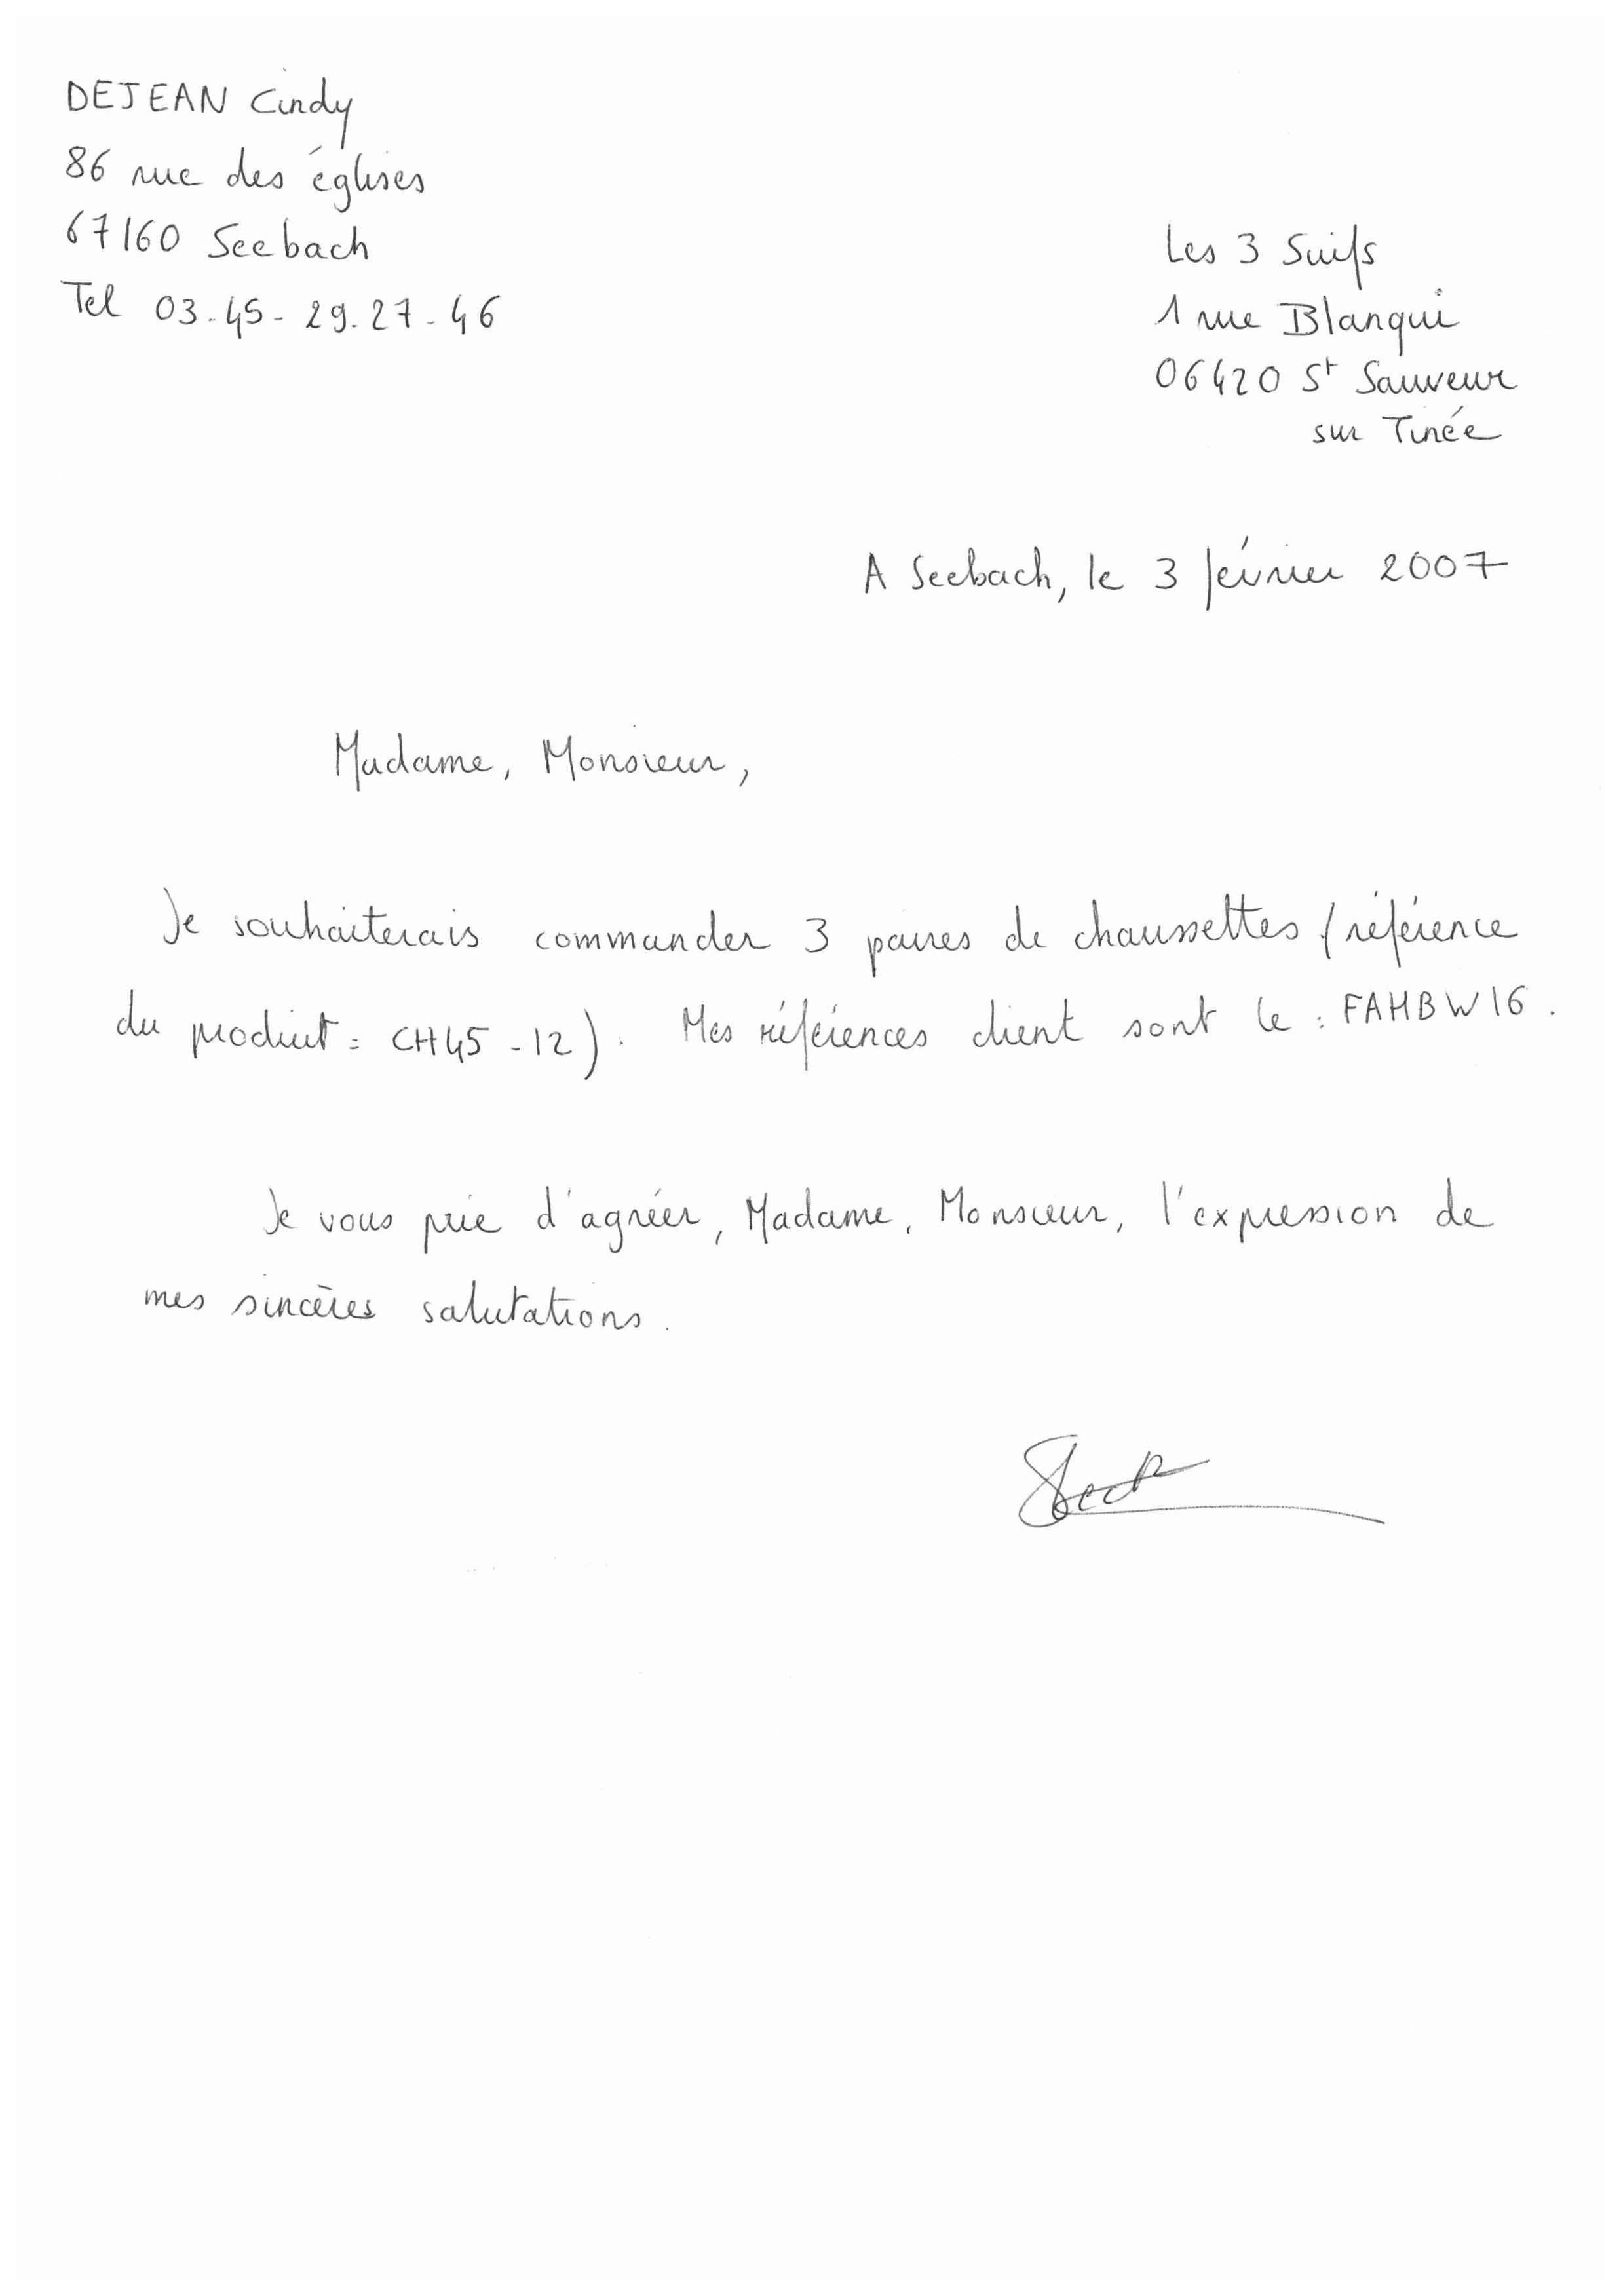 DEJEAN Cindy
86 rue des églises
67160 Seebach
Tel 03-45-29.27-46
Les 3 Suifs
1 rue Blanqui
06420 St Sauveur
sur Tinée
A Seebach, le 3 février 2007
Madame, Monsieur,
Je souhaiterais commander 3 paires de chaussettes (référence
du produit : CH45-12). Mes références client sont le : FAHBW16.
Je vous prie d'agréer, Madame, Monsieur, l'expression de
mes sincères salutations.